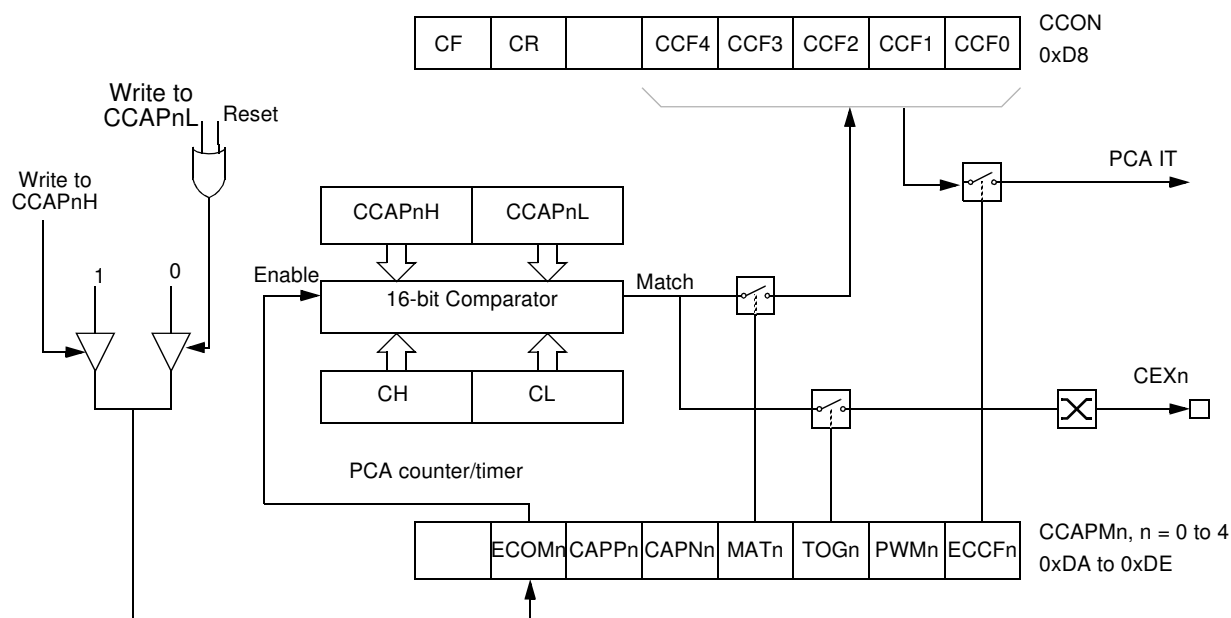 CF CR CCF4 CCF3 CCF2 CCF1 CCF0
CCON
0xD8
Write to
CCAPnL
Reset
Write to
CCAPnH
PCA IT
CCAPnH CCAPnL
1 0
Enable
16-bit Comparator
Match
CH CL
CEXn
PCA counter/timer
ECOMn CAPPn CAPNn MATn TOGn PWMn ECCFn
CCAPMn, n = 0 to 4
0xDA to 0xDE